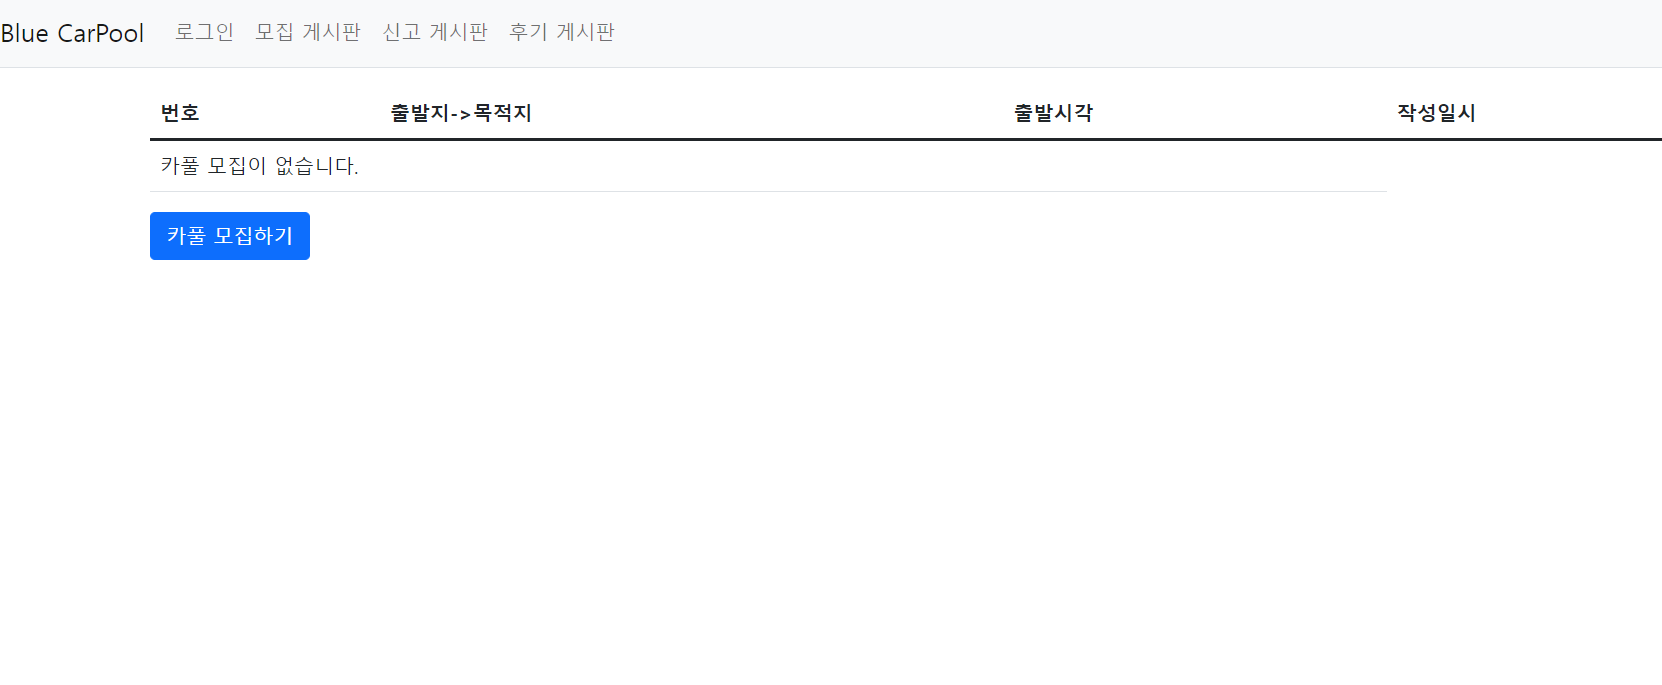 Blue CarPool 로그인 모집 게시판 신고 게시판 후기 게시판
번호 출발지->목적지 출발시각 작성일시
카풀 모집이 없습니다.
카풀 모집하기